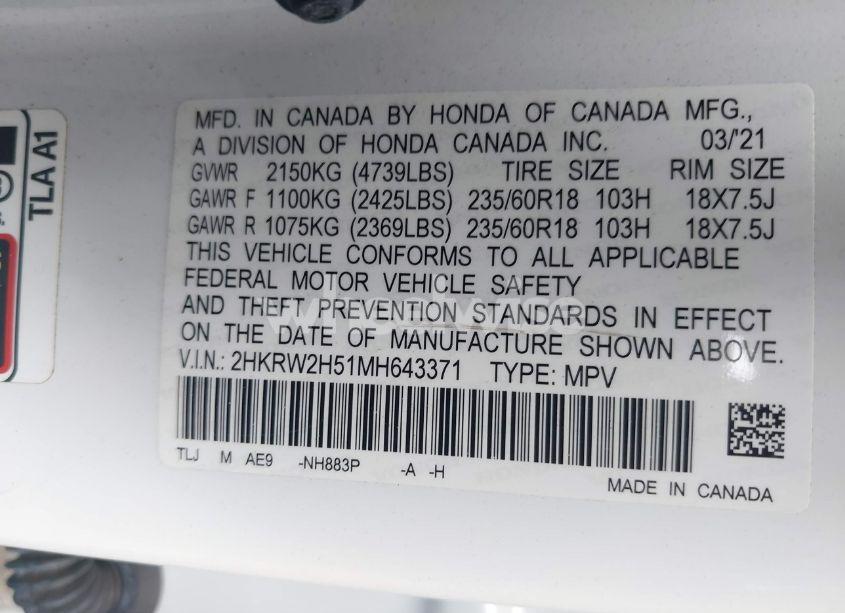 MFD. IN CANADA BY HONDA OF CANADA MFG.,
A DIVISION OF HONDA CANADA INC. 03/'21
GVWR 2150KG (4739LBS) TIRE SIZE RIM SIZE
GAWR F 1100KG (2425LBS) 235/60R18 103H 18X7.5J
GAWR R 1075KG (2369LBS) 235/60R18 103H 18X7.5J
THIS VEHICLE CONFORMS TO ALL APPLICABLE
FEDERAL MOTOR VEHICLE SAFETY
AND THEFT PREVENTION STANDARDS IN EFFECT
ON THE DATE OF MANUFACTURE SHOWN ABOVE.
V.I.N.: 2HKRW2H51MH643371 TYPE: MPV
TLJ M AE9 -NH883P -A -H
MADE IN CANADA
TLA A1